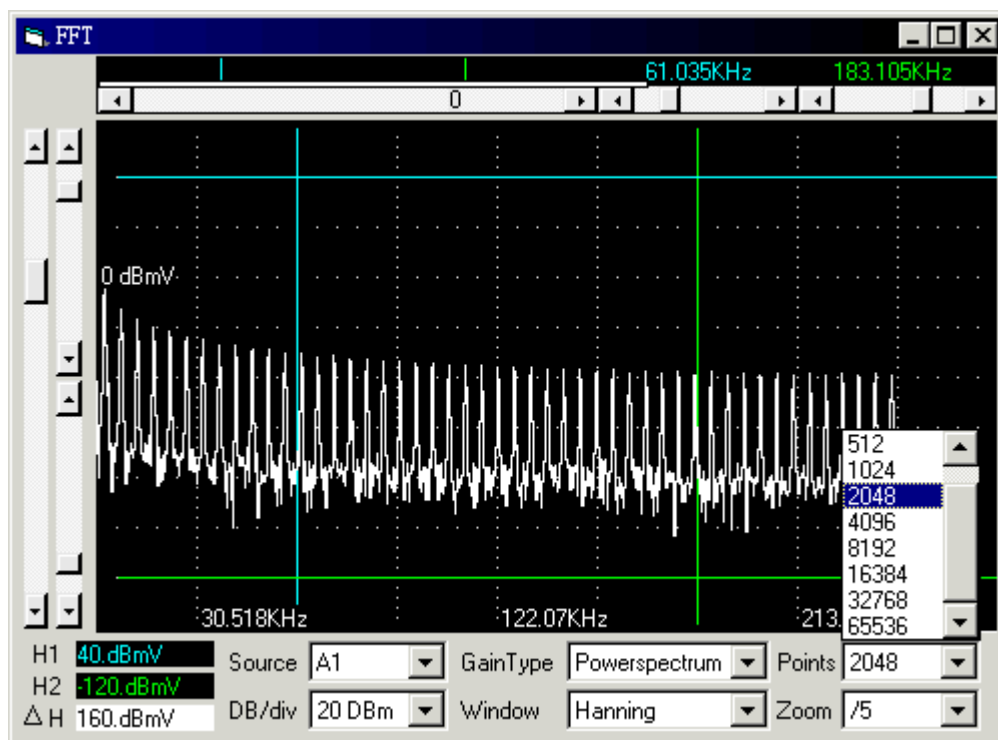 FFT
61.035KHz 183.105KHz
0
0 dBmV
512
1024
2048
4096
8192
16384
32768
65536
30.518KHz 122.07KHz 213.
H1 40.dBmV Source A1 GainType Powerspectrum Points 2048
H2 -120.dBmV
Δ H 160.dBmV DB/div 20 DBm Window Hanning Zoom /5